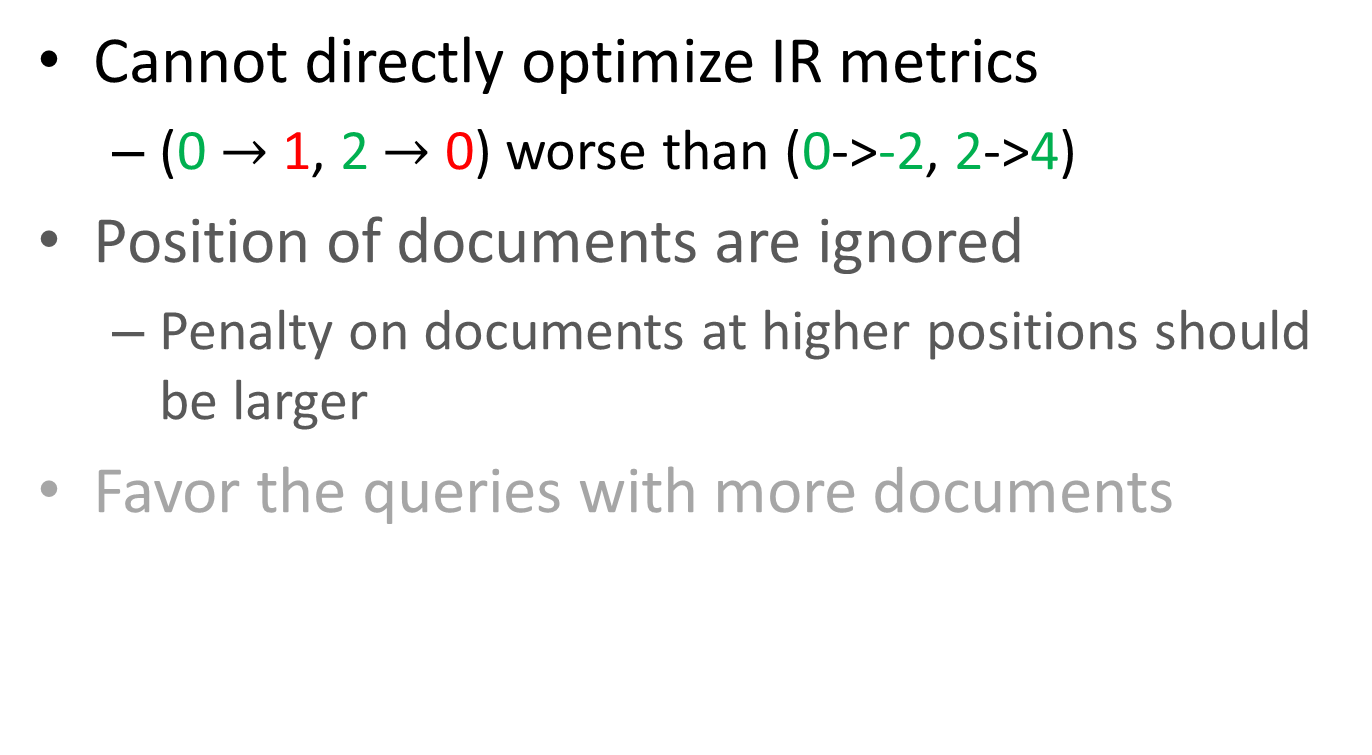 • Cannot directly optimize IR metrics
– (0 → 1, 2 → 0) worse than (0->-2, 2->4)
• Position of documents are ignored
– Penalty on documents at higher positions should
be larger
• Favor the queries with more documents